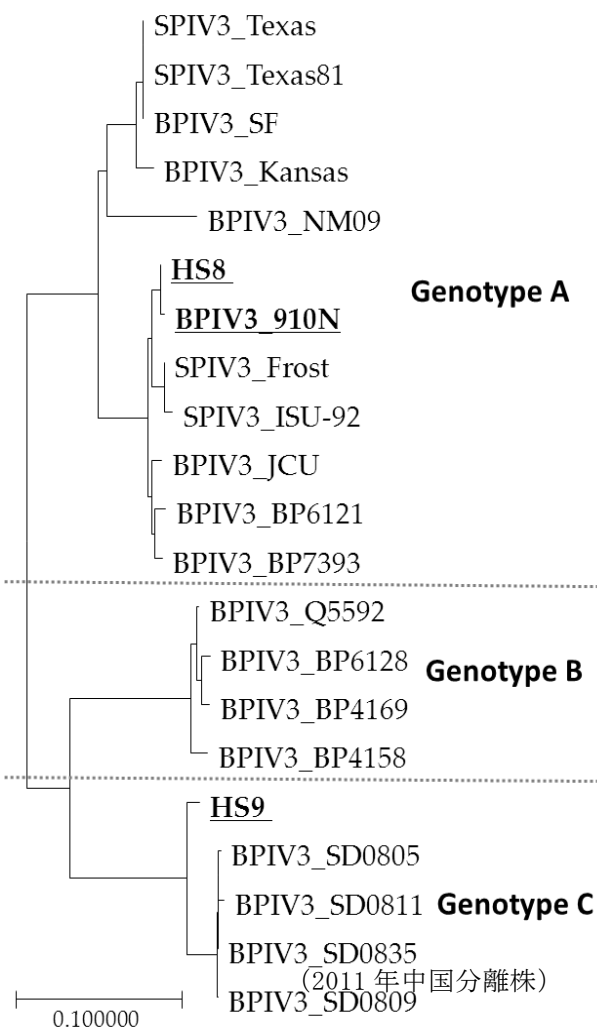 SPIV3_Texas
SPIV3_Texas81
BPIV3_SF
BPIV3_Kansas
BPIV3_NM09
HS8
Genotype A
BPIV3_910N
SPIV3_Frost
SPIV3_ISU-92
BPIV3_JCU
BPIV3_BP6121
BPIV3_BP7393
BPIV3_Q5592
BPIV3_BP6128
Genotype B
BPIV3_BP4169
BPIV3_BP4158
HS9
BPIV3_SD0805
BPIV3_SD0811
Genotype C
BPIV3_SD0835
（2011 年中国分離株）
BPIV3_SD0809
0.100000